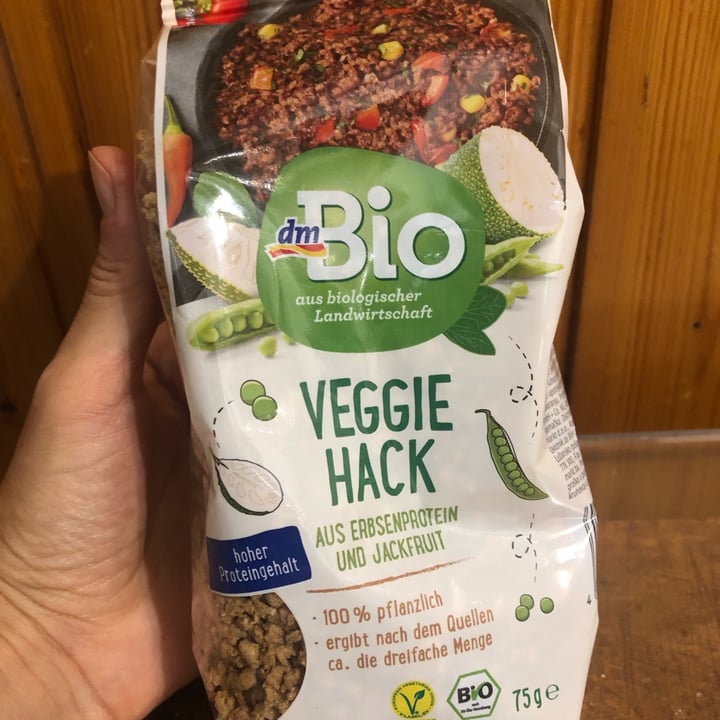 dm
Bio
aus biologischer
Landwirtschaft
VEGGIE
HACK
AUS ERBSENPROTEIN
UND JACKFRUIT
hoher
Proteingehalt
- 100 % pflanzlich
- ergibt nach dem Quellen
ca. die dreifache Menge
BIO
75g e